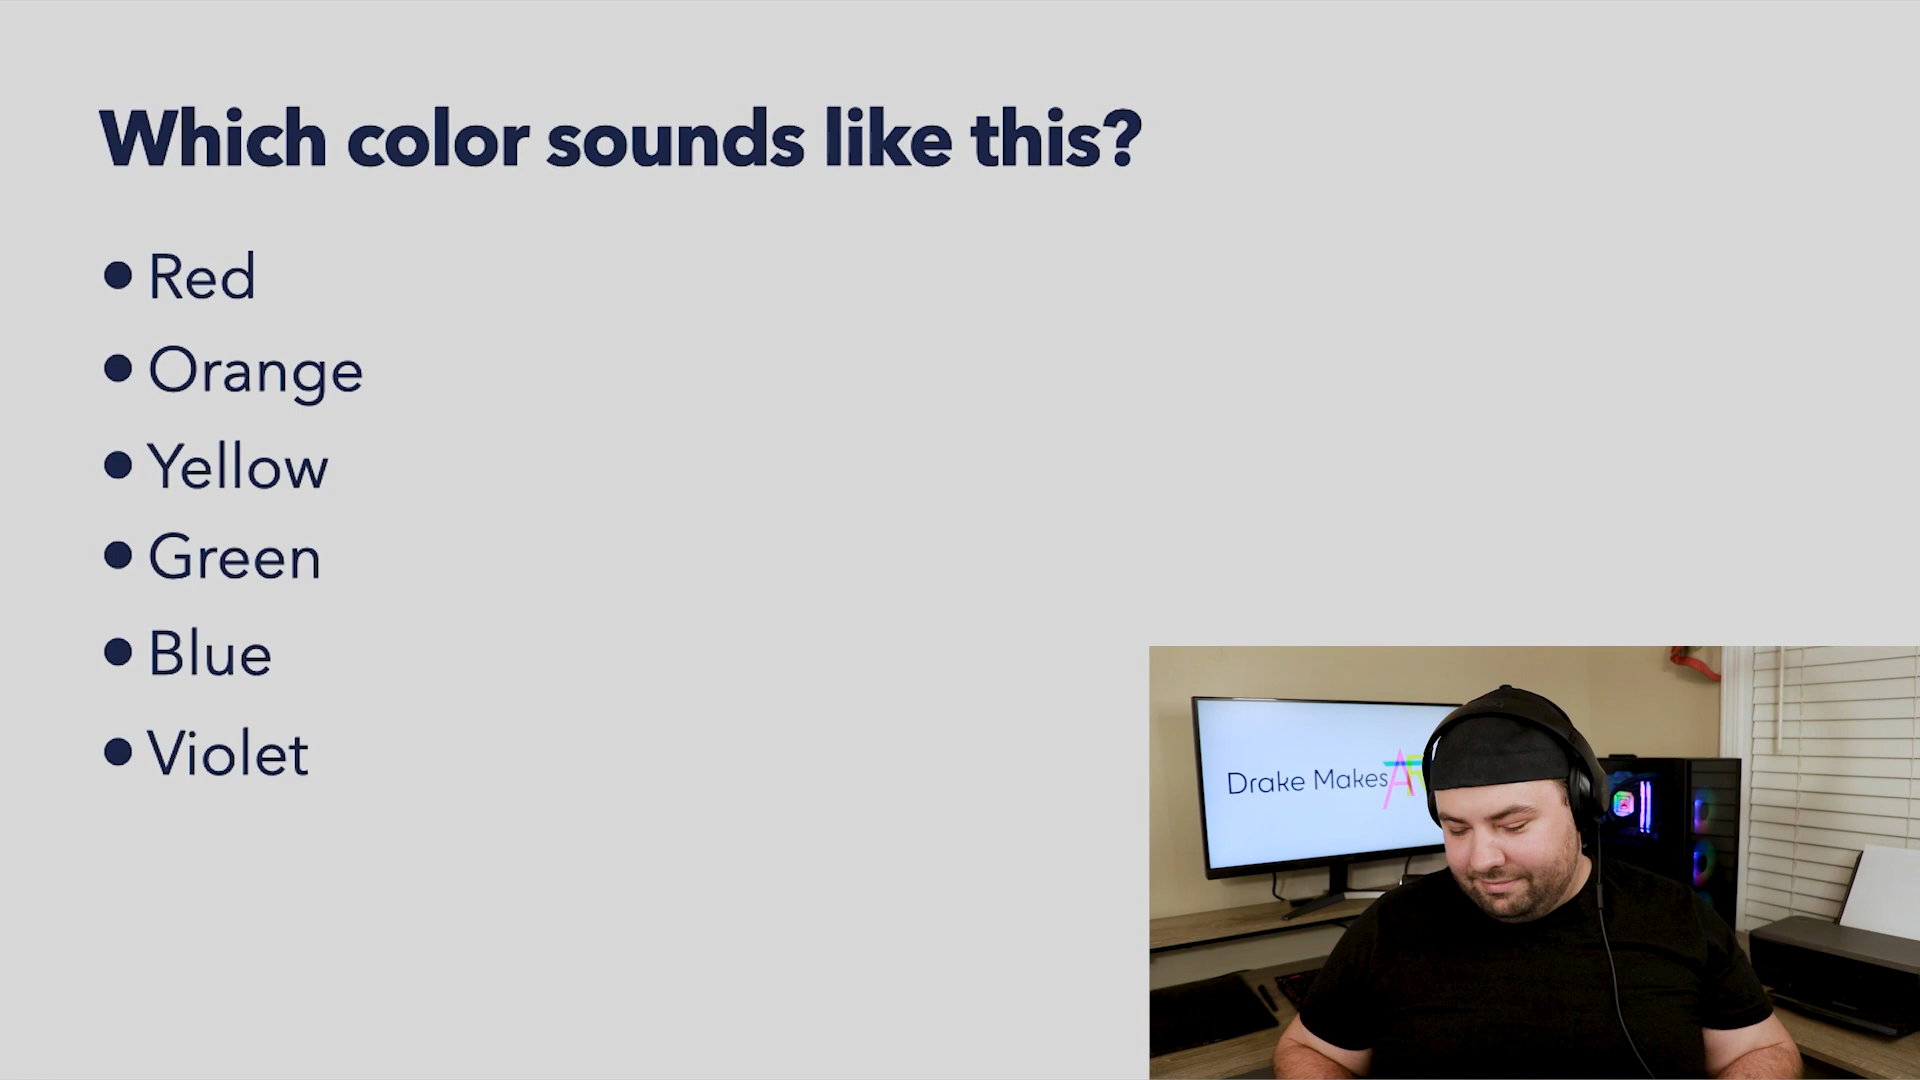 Which color sounds like this?
Red
Orange
Yellow
Green
Blue
Violet
Drake Makes